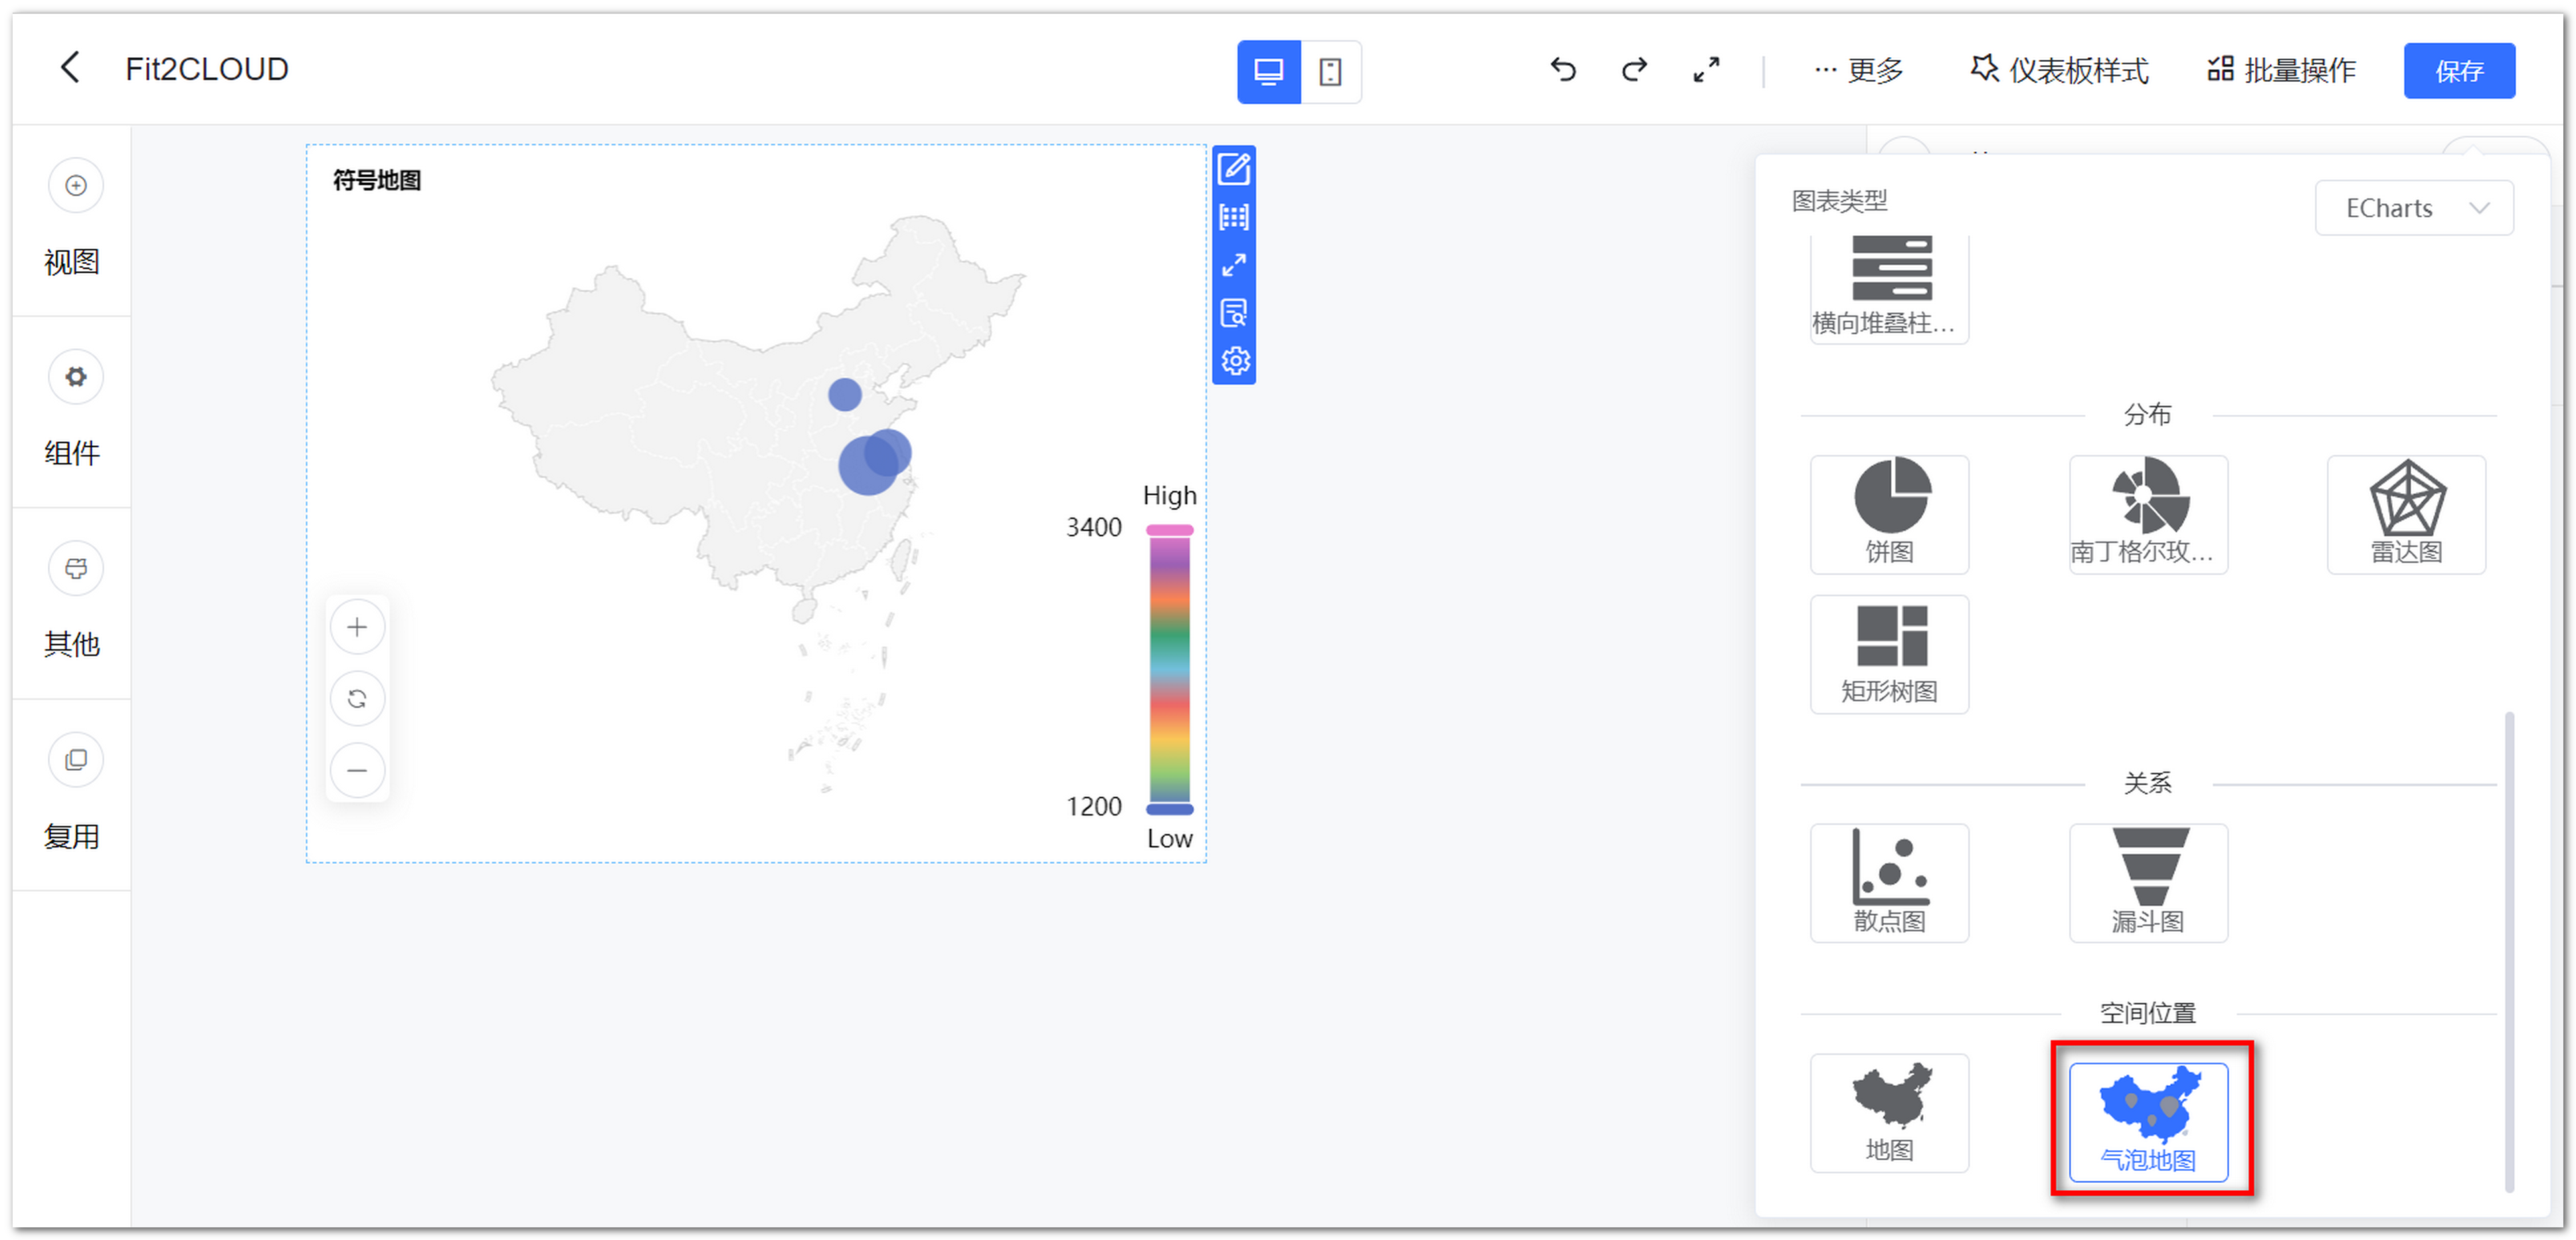 Fit2CLOUD
更多
仪表板样式
批量操作
保存
视图
组件
其他
复用
符号地图
High
3400
1200
Low
图表类型
ECharts
横向堆叠柱...
分布
饼图
南丁格尔玫...
雷达图
矩形树图
关系
散点图
漏斗图
空间位置
地图
气泡地图